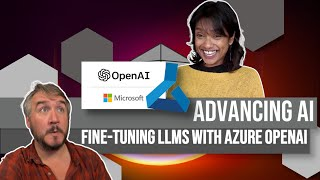 OpenAI
Microsoft
ADVANCING AI
FINE-TUNING LLMS WITH AZURE OPENAI